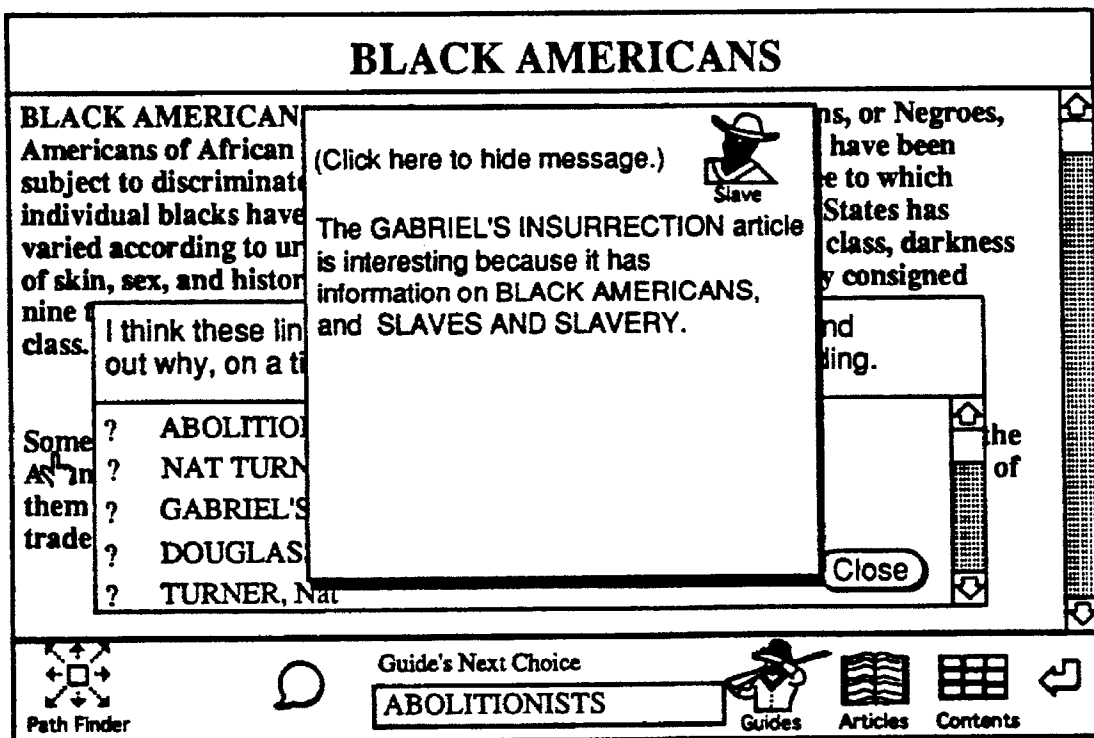 BLACK AMERICANS
BLACK AMERICAN ns, or Negroes,
Americans of African have been
subject to discriminat e to which
individual blacks have States has
varied according to ur class, darkness
of skin, sex, and histor y consigned
nine
class.
(Click here to hide message.)
Slave
The GABRIEL'S INSURRECTION article
is interesting because it has
information on BLACK AMERICANS,
and SLAVES AND SLAVERY.
I think these lin nd
out why, on a ti ding.
? ABOLITIO
? NAT TURN
? GABRIEL'S
? DOUGLAS
? TURNER, Nat
Some the
of
them
trade
Close
Path Finder
Guide's Next Choice
ABOLITIONISTS
Guides
Articles
Contents